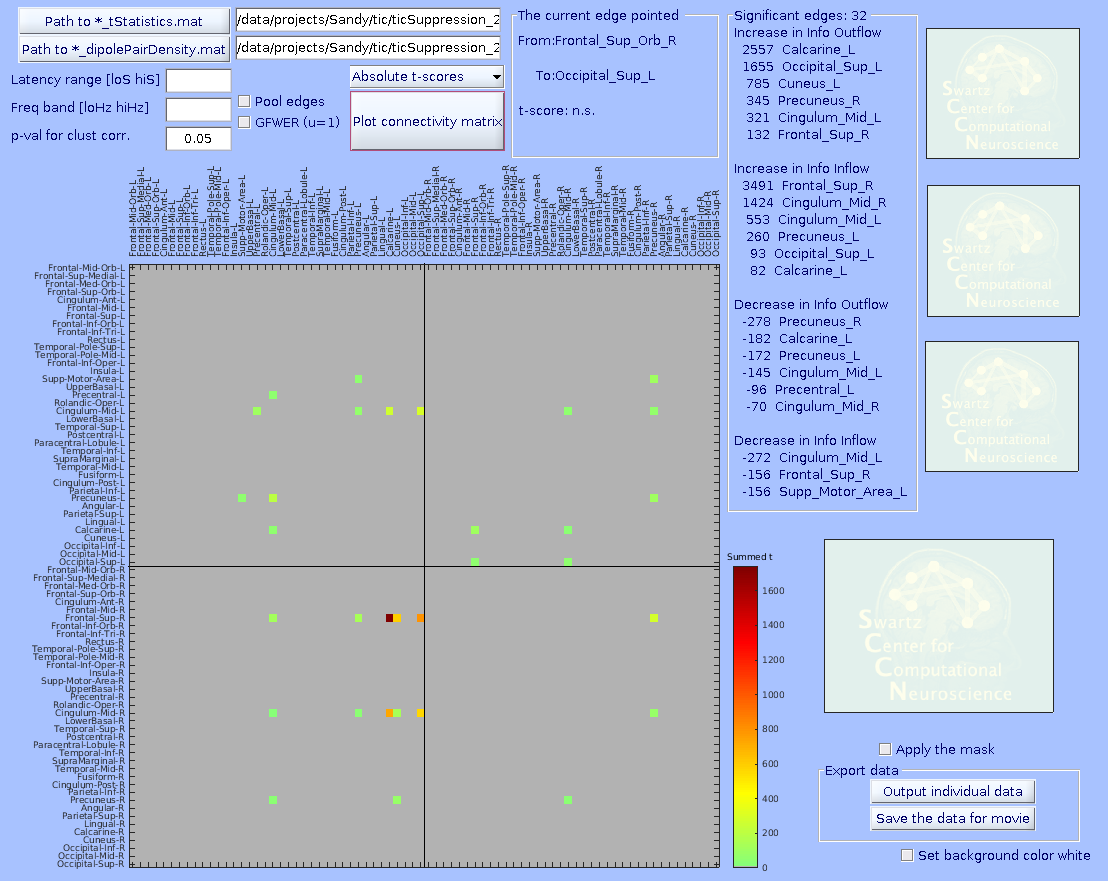 Path to *_tStatistics.mat
/data/projects/Sandy/tic/ticSuppression_2
Path to *_dipolePairDensity.mat
/data/projects/Sandy/tic/ticSuppression_2
Latency range [loS hiS]
Absolute t-scores
Freq band [loHz hiHz]
Pool edges
p-val for clust corr.
0.05
GFWER (u=1)
Plot connectivity matrix
The current edge pointed
From:Frontal_Sup_Orb_R
To:Occipital_Sup_L
t-score: n.s.
Significant edges: 32
Increase in Info Outflow
2557 Calcarine_L
1655 Occipital_Sup_L
785 Cuneus_L
345 Precuneus_R
321 Cingulum_Mid_L
132 Frontal_Sup_R
Increase in Info Inflow
3491 Frontal_Sup_R
1424 Cingulum_Mid_R
553 Cingulum_Mid_L
260 Precuneus_L
93 Occipital_Sup_L
82 Calcarine_L
Decrease in Info Outflow
-278 Precuneus_R
-182 Calcarine_L
-172 Precuneus_L
-145 Cingulum_Mid_L
-96 Precentral_L
-70 Cingulum_Mid_R
Decrease in Info Inflow
-272 Cingulum_Mid_L
-156 Frontal_Sup_R
-156 Supp_Motor_Area_L
Swartz
Center for
Computational
Neuroscience
Swartz
Center for
Computational
Neuroscience
Swartz
Center for
Computational
Neuroscience
Frontal-Mid-Orb-L
Frontal-Sup-Medial-L
Frontal-Med-Orb-L
Frontal-Sup-Orb-L
Cingulum-Ant-L
Frontal-Mid-L
Frontal-Sup-L
Frontal-Inf-Orb-L
Frontal-Inf-Tri-L
Rectus-L
Temporal-Pole-Sup-L
Temporal-Pole-Mid-L
Frontal-Inf-Oper-L
Insula-L
Supp-Motor-Area-L
UpperBasal-L
Precentral-L
Rolandic-Oper-L
Cingulum-Mid-L
LowerBasal-L
Temporal-Sup-L
Postcentral-L
Paracentral-Lobule-L
Temporal-Inf-L
SupraMarginal-L
Temporal-Mid-L
Fusiform-L
Cingulum-Post-L
Parietal-Inf-L
Precuneus-L
Angular-L
Parietal-Sup-L
Lingual-L
Calcarine-L
Cuneus-L
Occipital-Inf-L
Occipital-Mid-L
Occipital-Sup-L
Frontal-Mid-Orb-R
Frontal-Sup-Medial-R
Frontal-Med-Orb-R
Frontal-Sup-Orb-R
Cingulum-Ant-R
Frontal-Mid-R
Frontal-Sup-R
Frontal-Inf-Orb-R
Frontal-Inf-Tri-R
Rectus-R
Temporal-Pole-Sup-R
Temporal-Pole-Mid-R
Frontal-Inf-Oper-R
Insula-R
Supp-Motor-Area-R
UpperBasal-R
Precentral-R
Rolandic-Oper-R
Cingulum-Mid-R
LowerBasal-R
Temporal-Sup-R
Postcentral-R
Paracentral-Lobule-R
Temporal-Inf-R
SupraMarginal-R
Temporal-Mid-R
Fusiform-R
Cingulum-Post-R
Parietal-Inf-R
Precuneus-R
Angular-R
Parietal-Sup-R
Lingual-R
Calcarine-R
Cuneus-R
Occipital-Inf-R
Occipital-Mid-R
Occipital-Sup-R
Summed t
1600
1400
1200
1000
800
600
400
200
0
Swartz
Center for
Computational
Neuroscience
Apply the mask
Export data
Output individual data
Save the data for movie
Set background color white